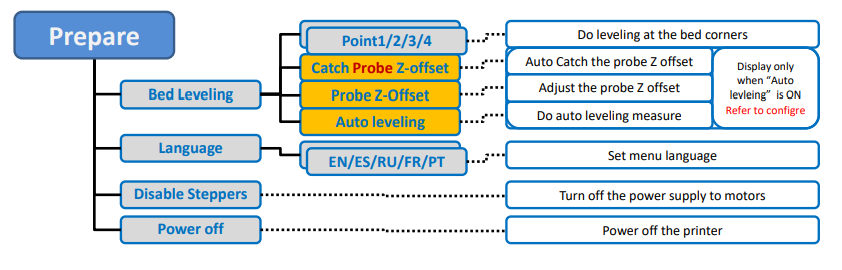 Prepare
Point1/2/3/4
Do leveling at the bed corners
Catch Probe Z-offset
Auto Catch the probe Z offset
Bed Leveling
Probe Z-Offset
Adjust the probe Z offset
Auto leveling
Do auto leveling measure
Display only
when “Auto
levleing” is ON
Refer to configre
Language
EN/ES/RU/FR/PT
Set menu language
Disable Steppers
Turn off the power supply to motors
Power off
Power off the printer